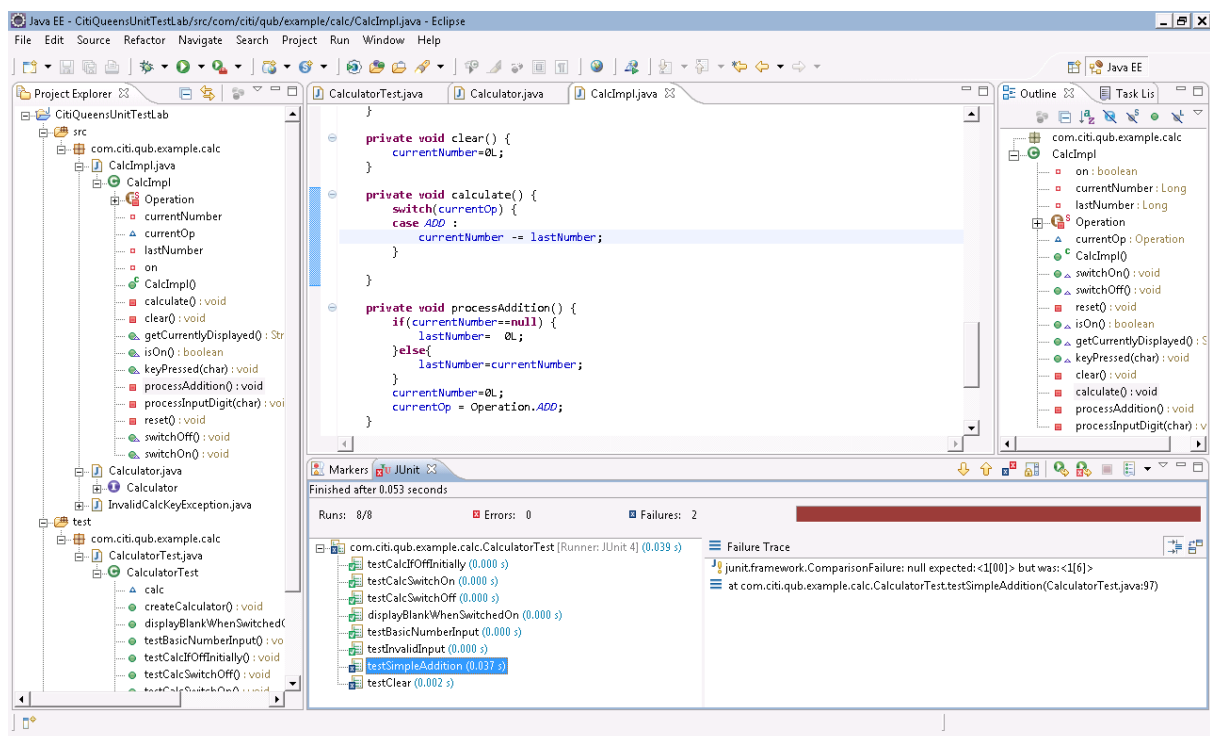 Java EE - CitiQueensUnitTestLab/src/com/citi/qub/example/calc/CalcImpl.java - Eclipse
File Edit Source Refactor Navigate Search Project Run Window Help
Java EE
Project Explorer
CitiQueensUnitTestLab
src
com.citi.qub.example.calc
CalcImpl.java
CalcImpl
Operation
currentNumber
currentOp
lastNumber
on
CalcImpl()
calculate() : void
clear() : void
getCurrentlyDisplayed() : Str
isOn() : boolean
keyPressed(char) : void
processAddition() : void
processInputDigit(char) : voi
reset() : void
switchOff() : void
switchOn() : void
Calculator.java
Calculator
InvalidCalcKeyException.java
test
com.citi.qub.example.calc
CalculatorTest.java
CalculatorTest
calc
createCalculator() : void
displayBlankWhenSwitched(
testBasicNumberInput() : vo
testCalcIfOffInitially() : void
testCalcSwitchOff() : void
CalculatorTest.java Calculator.java CalcImpl.java
}
private void clear() {
currentNumber=0L;
}
private void calculate() {
switch(currentOp) {
case ADD :
currentNumber -= lastNumber;
}
}
private void processAddition() {
if(currentNumber==null) {
lastNumber= 0L;
}else{
lastNumber=currentNumber;
}
currentNumber=0L;
currentOp = Operation.ADD;
}
Outline Task Lis
com.citi.qub.example.calc
CalcImpl
on : boolean
currentNumber : Long
lastNumber : Long
Operation
currentOp : Operation
CalcImpl()
switchOn() : void
switchOff() : void
reset() : void
isOn() : boolean
getCurrentlyDisplayed() : S
keyPressed(char) : void
clear() : void
calculate() : void
processAddition() : void
processInputDigit(char) : v
Markers JUnit
Finished after 0.053 seconds
Runs: 8/8 Errors: 0 Failures: 2
com.citi.qub.example.calc.CalculatorTest [Runner: JUnit 4] (0.039 s)
testCalcIfOffInitially (0.000 s)
testCalcSwitchOn (0.000 s)
testCalcSwitchOff (0.000 s)
displayBlankWhenSwitchedOn (0.000 s)
testBasicNumberInput (0.000 s)
testInvalidInput (0.000 s)
testSimpleAddition (0.037 s)
testClear (0.002 s)
Failure Trace
junit.framework.ComparisonFailure: null expected:<1[00]> but was:<1[6]>
at com.citi.qub.example.calc.CalculatorTest.testSimpleAddition(CalculatorTest.java:97)